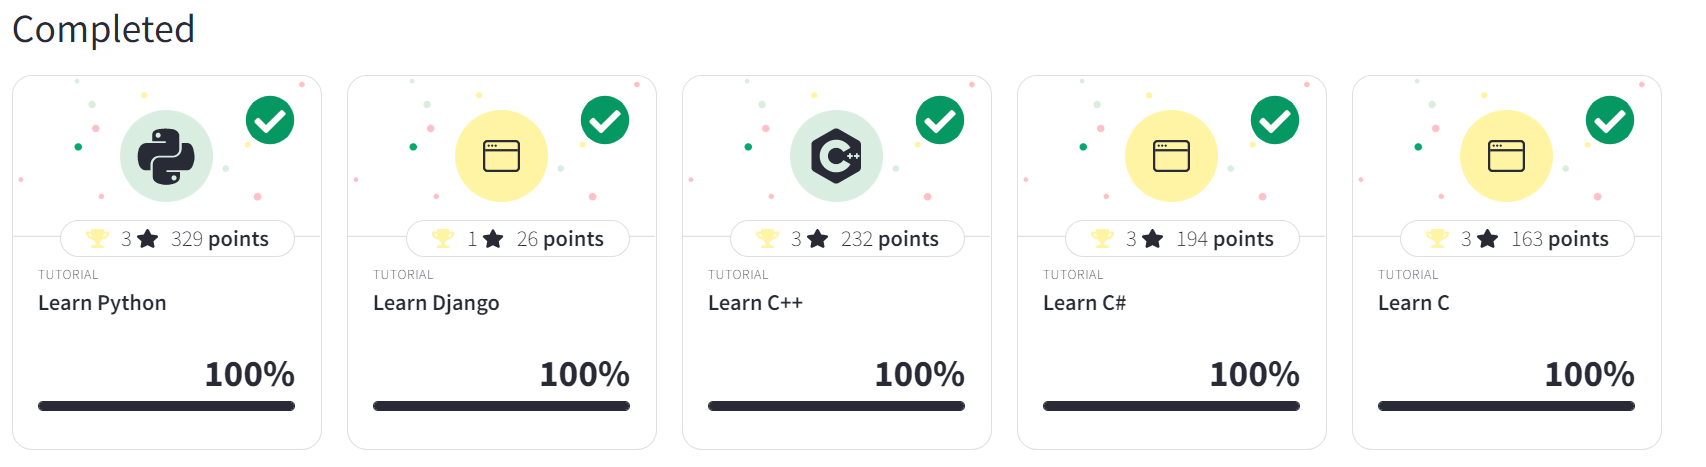 Completed
3 329 points
TUTORIAL
Learn Python
100%
1 26 points
TUTORIAL
Learn Django
100%
C++
3 232 points
TUTORIAL
Learn C++
100%
3 194 points
TUTORIAL
Learn C#
100%
3 163 points
TUTORIAL
Learn C
100%